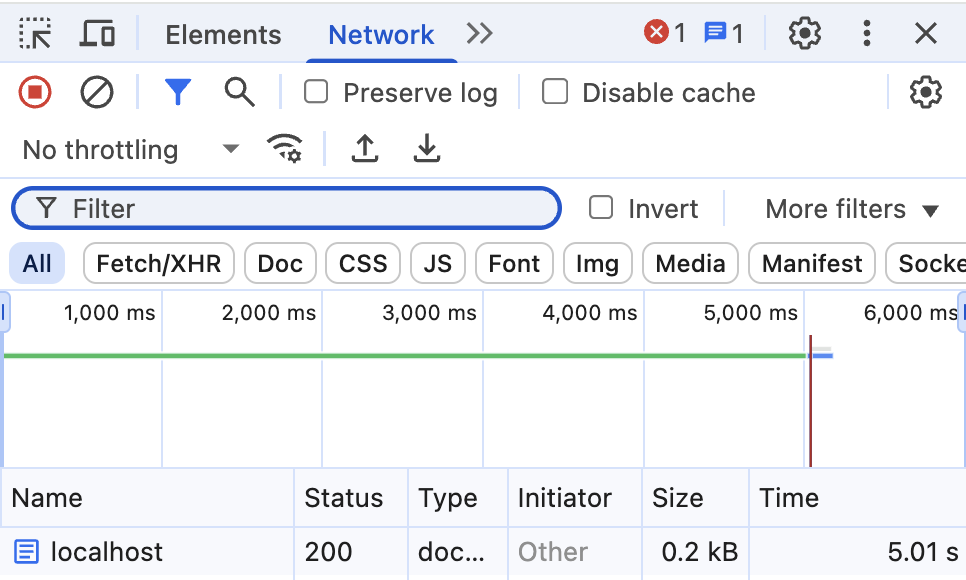 Elements Network 1 1
Preserve log Disable cache
No throttling
Filter Invert More filters
All Fetch/XHR Doc CSS JS Font Img Media Manifest Socke
1,000 ms 2,000 ms 3,000 ms 4,000 ms 5,000 ms 6,000 ms
Name Status Type Initiator Size Time
localhost 200 doc... Other 0.2 kB 5.01 s